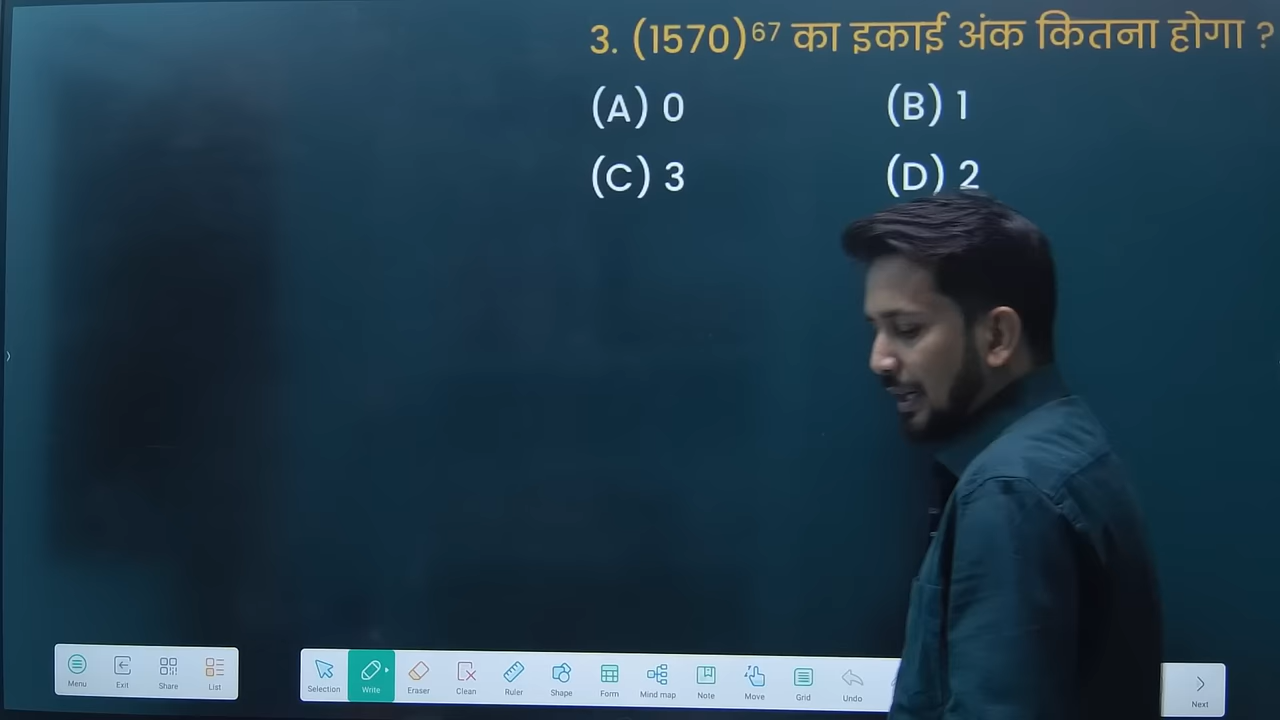 3. (1570)⁶⁷ का इकाई अंक कितना होगा ?
(A) 0 (B) 1
(C) 3 (D) 2
Menu Exit Share List Selection Write Eraser Clean Ruler Shape Form Mind map Note Move Grid Undo Next